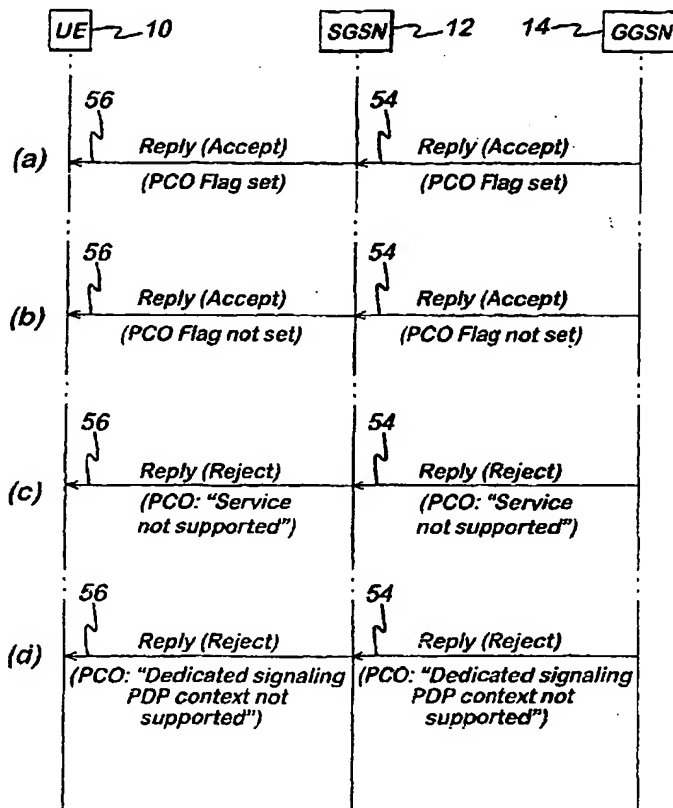 UE 10 SGSN 12 14 GGSN
56 54
(a) Reply (Accept) Reply (Accept)
(PCO Flag set) (PCO Flag set)
56 54
(b) Reply (Accept) Reply (Accept)
(PCO Flag not set) (PCO Flag not set)
56 54
(c) Reply (Reject) Reply (Reject)
(PCO: "Service (PCO: "Service
not supported") not supported")
56 54
(d) Reply (Reject) Reply (Reject)
(PCO: "Dedicated signaling (PCO: "Dedicated signaling
PDP context not PDP context not
supported") supported")